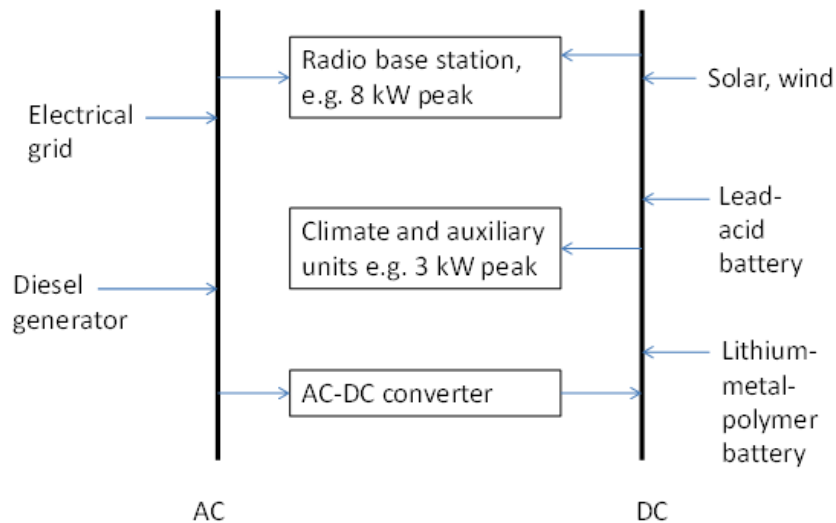 Radio base station,
e.g. 8 kW peak
Solar, wind
Electrical
grid
Climate and auxiliary
units e.g. 3 kW peak
Lead-
acid
battery
Diesel
generator
AC-DC converter
Lithium-
metal-
polymer
battery
AC
DC